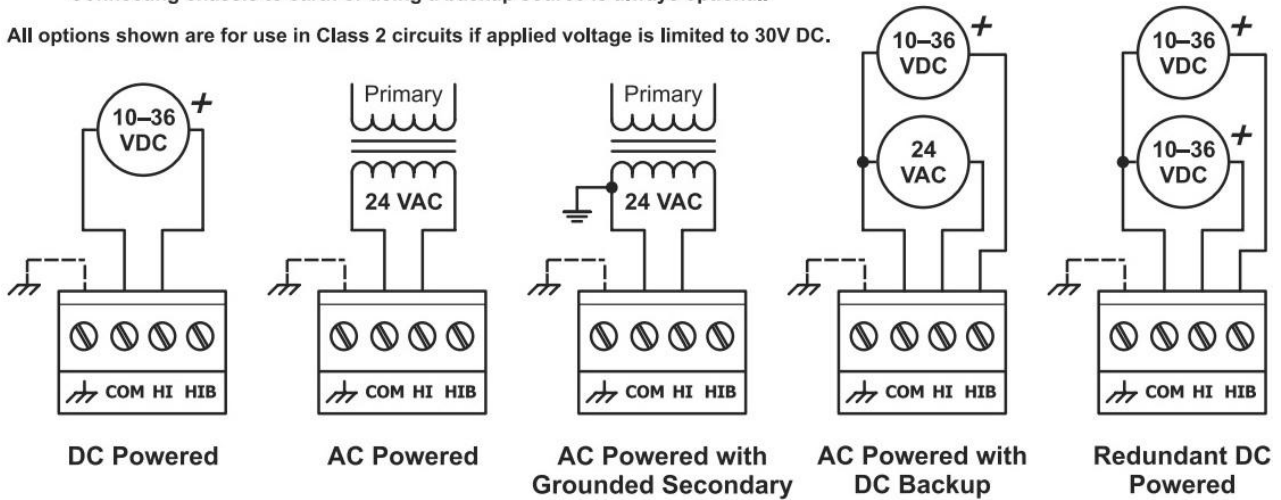 All options shown are for use in Class 2 circuits if applied voltage is limited to 30V DC.
10–36
VDC
+
COM HI HIB
DC Powered
Primary
24 VAC
COM HI HIB
AC Powered
Primary
24 VAC
COM HI HIB
AC Powered with
Grounded Secondary
10–36
VDC
+
24
VAC
COM HI HIB
AC Powered with
DC Backup
10–36
VDC
+
10–36
VDC
+
COM HI HIB
Redundant DC
Powered